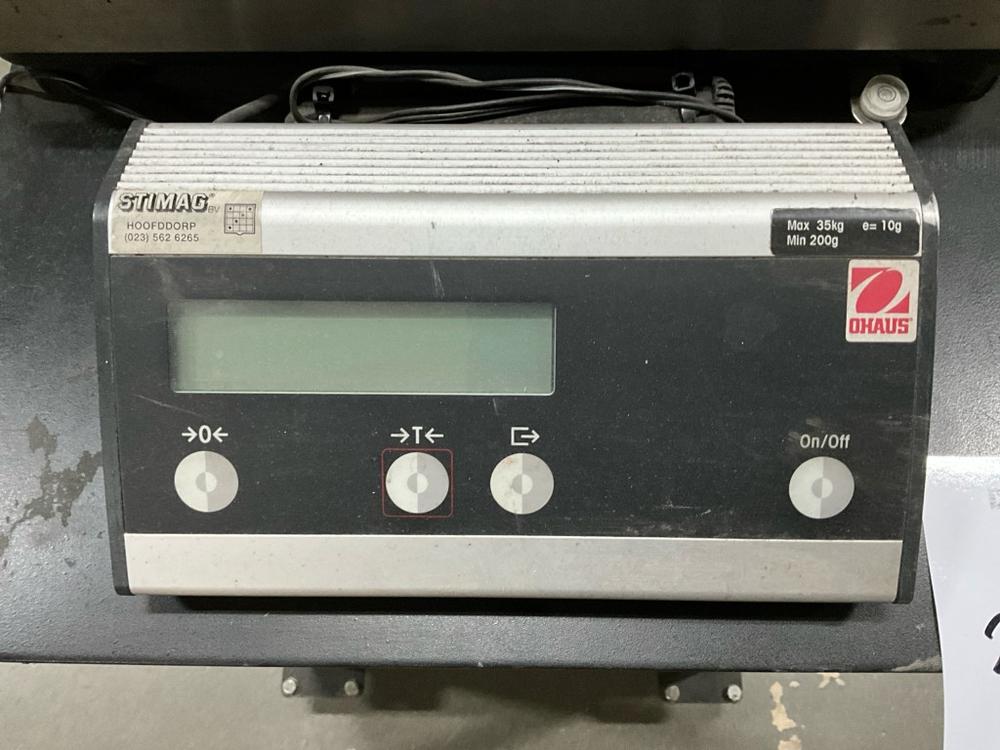 STIMAG® BV
HOOFDDORP
(023) 562 6265
Max 35kg e= 10g
Min 200g
OHAUS®
→0←
→T←
On/Off